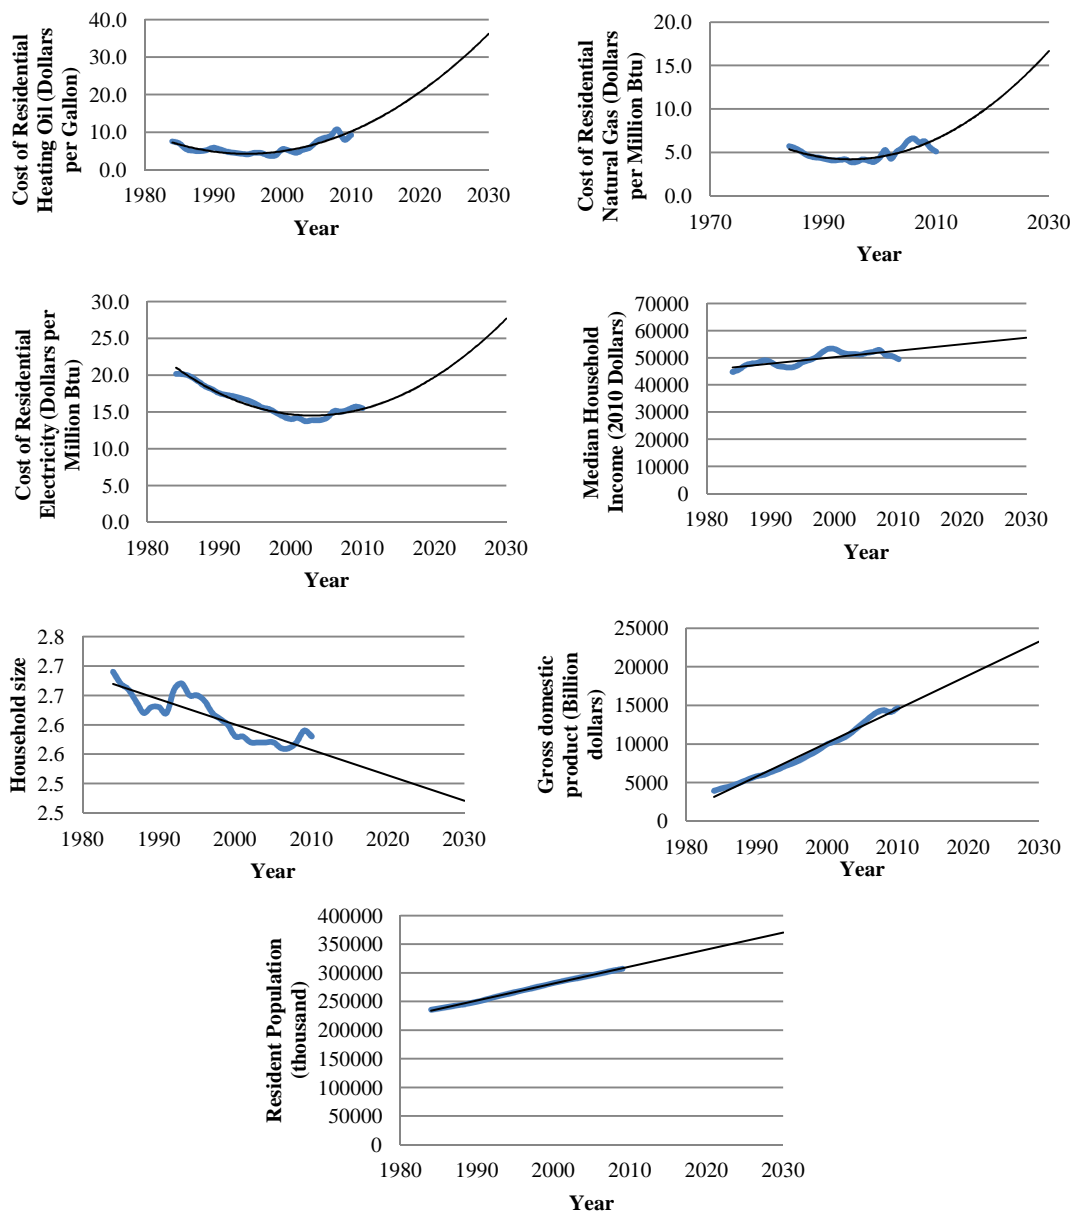 Cost of Residential
Heating Oil (Dollars
per Gallon)
40.0
30.0
20.0
10.0
0.0
1980 1990 2000 2010 2020 2030
Year
Cost of Residential
Natural Gas (Dollars
per Million Btu)
20.0
15.0
10.0
5.0
0.0
1970 1990 2010 2030
Year
Cost of Residential
Electricity (Dollars per
Million Btu)
30.0
25.0
20.0
15.0
10.0
5.0
0.0
1980 1990 2000 2010 2020 2030
Year
Median Household
Income (2010 Dollars)
70000
60000
50000
40000
30000
20000
10000
0
1980 1990 2000 2010 2020 2030
Year
Household size
2.8
2.7
2.7
2.6
2.6
2.5
2.5
1980 1990 2000 2010 2020 2030
Year
Gross domestic
product (Billion
dollars)
25000
20000
15000
10000
5000
0
1980 1990 2000 2010 2020 2030
Year
Resident Population
(thousand)
400000
350000
300000
250000
200000
150000
100000
50000
0
1980 1990 2000 2010 2020 2030
Year